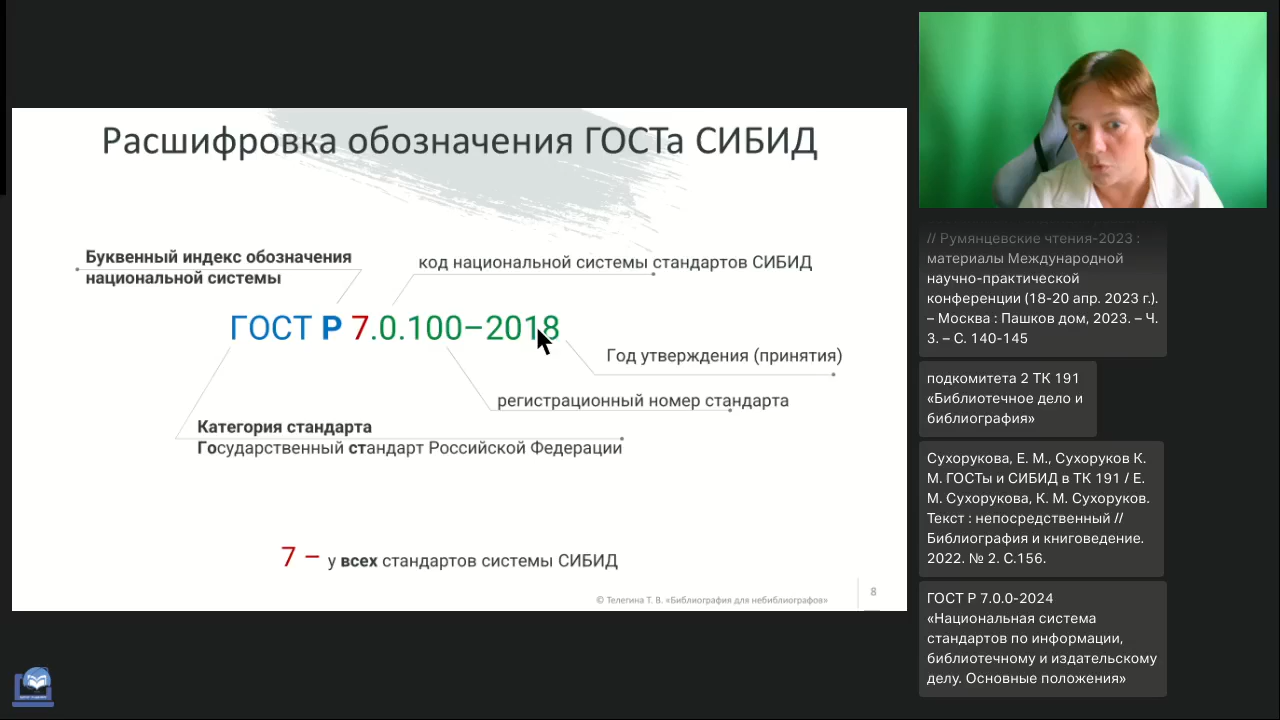 Расшифровка обозначения ГОСТа СИБИД
Буквенный индекс обозначения
национальной системы
код национальной системы стандартов СИБИД
ГОСТ Р 7.0.100–2018
Год утверждения (принятия)
регистрационный номер стандарта
Категория стандарта
Государственный стандарт Российской Федерации
7 – у всех стандартов системы СИБИД
© Телегина Т. В. «Библиография для небиблиографов»
8
// Румянцевские чтения-2023 :
материалы Международной
научно-практической
конференции (18-20 апр. 2023 г.).
– Москва : Пашков дом, 2023. – Ч.
3. – С. 140-145
подкомитета 2 ТК 191
«Библиотечное дело и
библиография»
Сухорукова, Е. М., Сухоруков К.
М. ГОСТы и СИБИД в ТК 191 / Е.
М. Сухорукова, К. М. Сухоруков.
Текст : непосредственный //
Библиография и книговедение.
2022. № 2. С.156.
ГОСТ Р 7.0.0-2024
«Национальная система
стандартов по информации,
библиотечному и издательскому
делу. Основные положения»